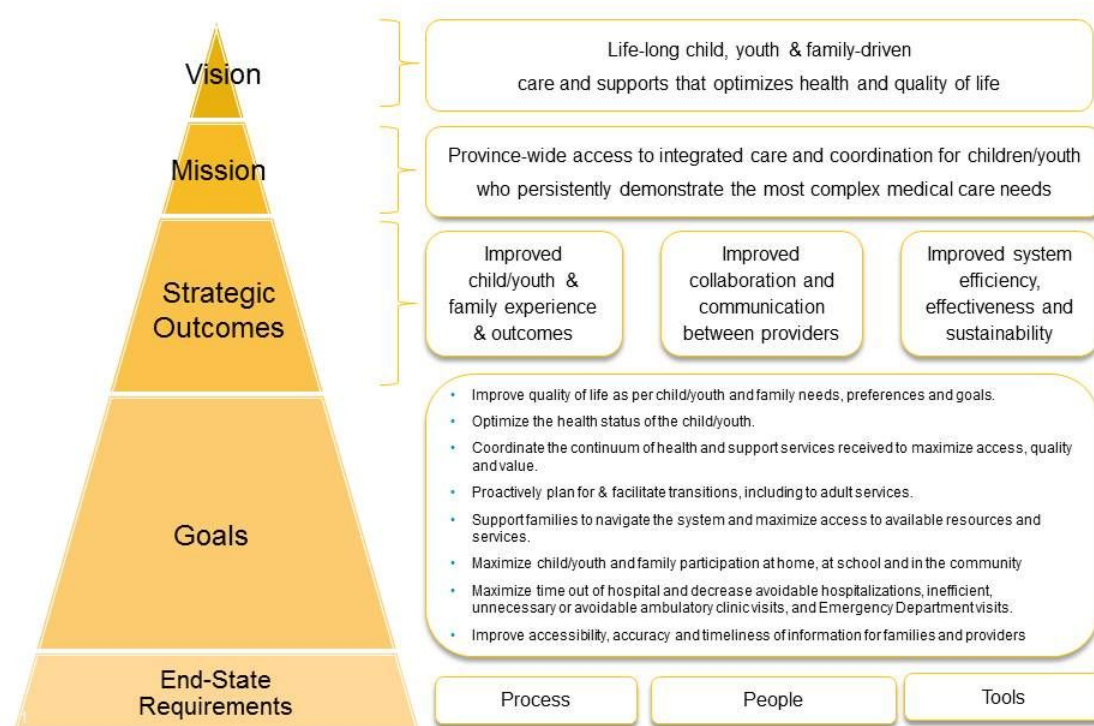 Vision
Life-long child, youth & family-driven
care and supports that optimizes health and quality of life
Mission
Province-wide access to integrated care and coordination for children/youth
who persistently demonstrate the most complex medical care needs
Strategic
Outcomes
Improved
child/youth &
family experience
& outcomes
Improved
collaboration and
communication
between providers
Improved system
efficiency,
effectiveness and
sustainability
Goals
• Improve quality of life as per child/youth and family needs, preferences and goals.
• Optimize the health status of the child/youth.
• Coordinate the continuum of health and support services received to maximize access, quality
and value.
• Proactively plan for & facilitate transitions, including to adult services.
• Support families to navigate the system and maximize access to available resources and
services.
• Maximize child/youth and family participation at home, at school and in the community
• Maximize time out of hospital and decrease avoidable hospitalizations, inefficient,
unnecessary or avoidable ambulatory clinic visits, and Emergency Department visits.
• Improve accessibility, accuracy and timeliness of information for families and providers
End-State
Requirements
Process
People
Tools